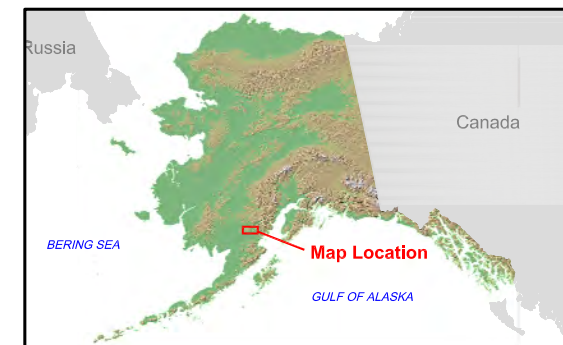 Russia
Canada
BERING SEA
Map Location
GULF OF ALASKA